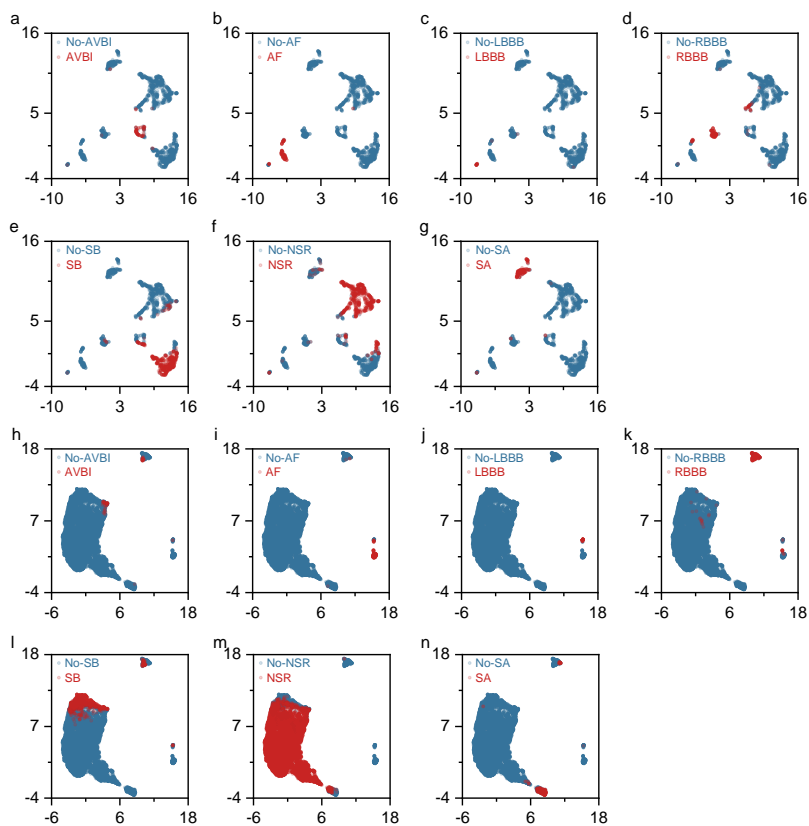 a b c d
16 No-AVBI 16 No-AF 16 No-LBBB 16 No-RBBB
AVBI AF LBBB RBBB
5 5 5 5
-4 -4 -4 -4
-10 3 16 -10 3 16 -10 3 16 -10 3 16
e f g
16 No-SB 16 No-NSR 16 No-SA
SB NSR SA
5 5 5
-4 -4 -4
-10 3 16 -10 3 16 -10 3 16
h i j k
18 No-AVBI 18 No-AF 18 No-LBBB 18 No-RBBB
AVBI AF LBBB RBBB
7 7 7 7
-4 -4 -4 -4
-6 6 18 -6 6 18 -6 6 18 -6 6 18
l m n
18 No-SB 18 No-NSR 18 No-SA
SB NSR SA
7 7 7
-4 -4 -4
-6 6 18 -6 6 18 -6 6 18